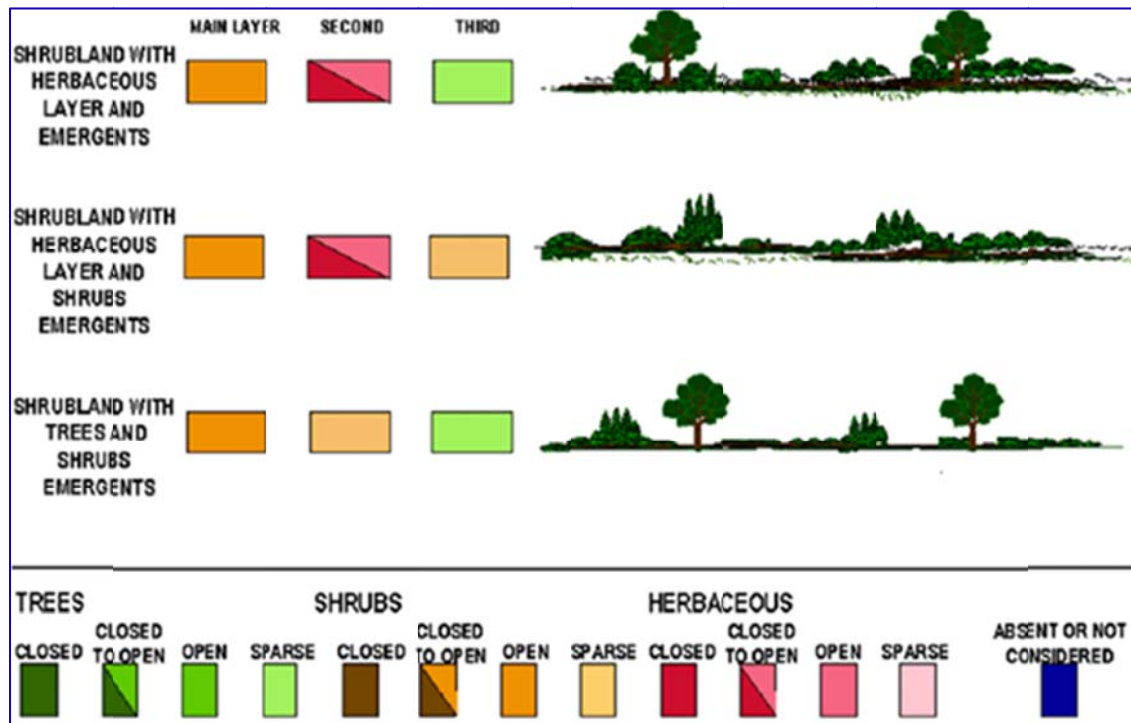 MAIN LAYER SECOND THIRD
SHRUBLAND WITH
HERBACEOUS
LAYER AND
EMERGENTS
SHRUBLAND WITH
HERBACEOUS
LAYER AND
SHRUBS
EMERGENTS
SHRUBLAND WITH
TREES AND
SHRUBS
EMERGENTS
TREES SHRUBS HERBACEOUS
CLOSED
CLOSED
TO OPEN
OPEN
SPARSE
CLOSED
CLOSED
TO OPEN
OPEN
SPARSE
CLOSED
CLOSED
TO OPEN
OPEN
SPARSE
ABSENT OR NOT
CONSIDERED